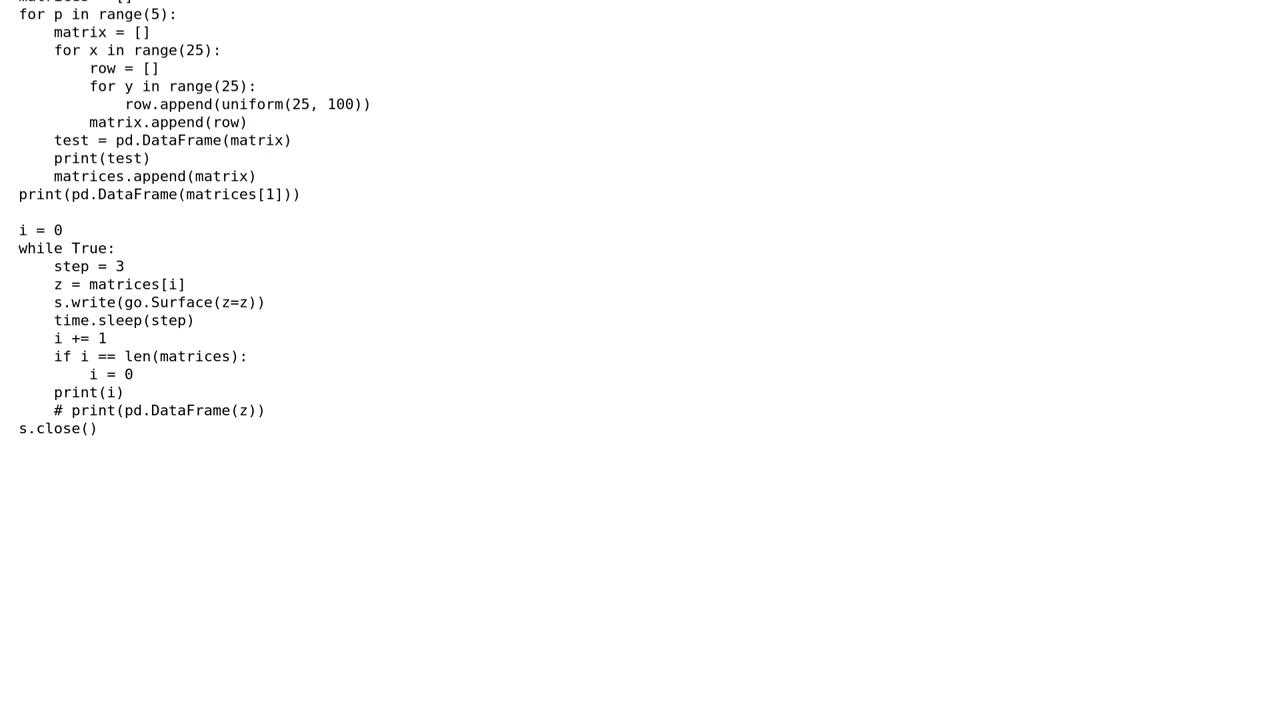 for p in range(5):
    matrix = []
    for x in range(25):
        row = []
        for y in range(25):
            row.append(uniform(25, 100))
        matrix.append(row)
    test = pd.DataFrame(matrix)
    print(test)
    matrices.append(matrix)
print(pd.DataFrame(matrices[1]))

i = 0
while True:
    step = 3
    z = matrices[i]
    s.write(go.Surface(z=z))
    time.sleep(step)
    i += 1
    if i == len(matrices):
        i = 0
    print(i)
    # print(pd.DataFrame(z))
s.close()